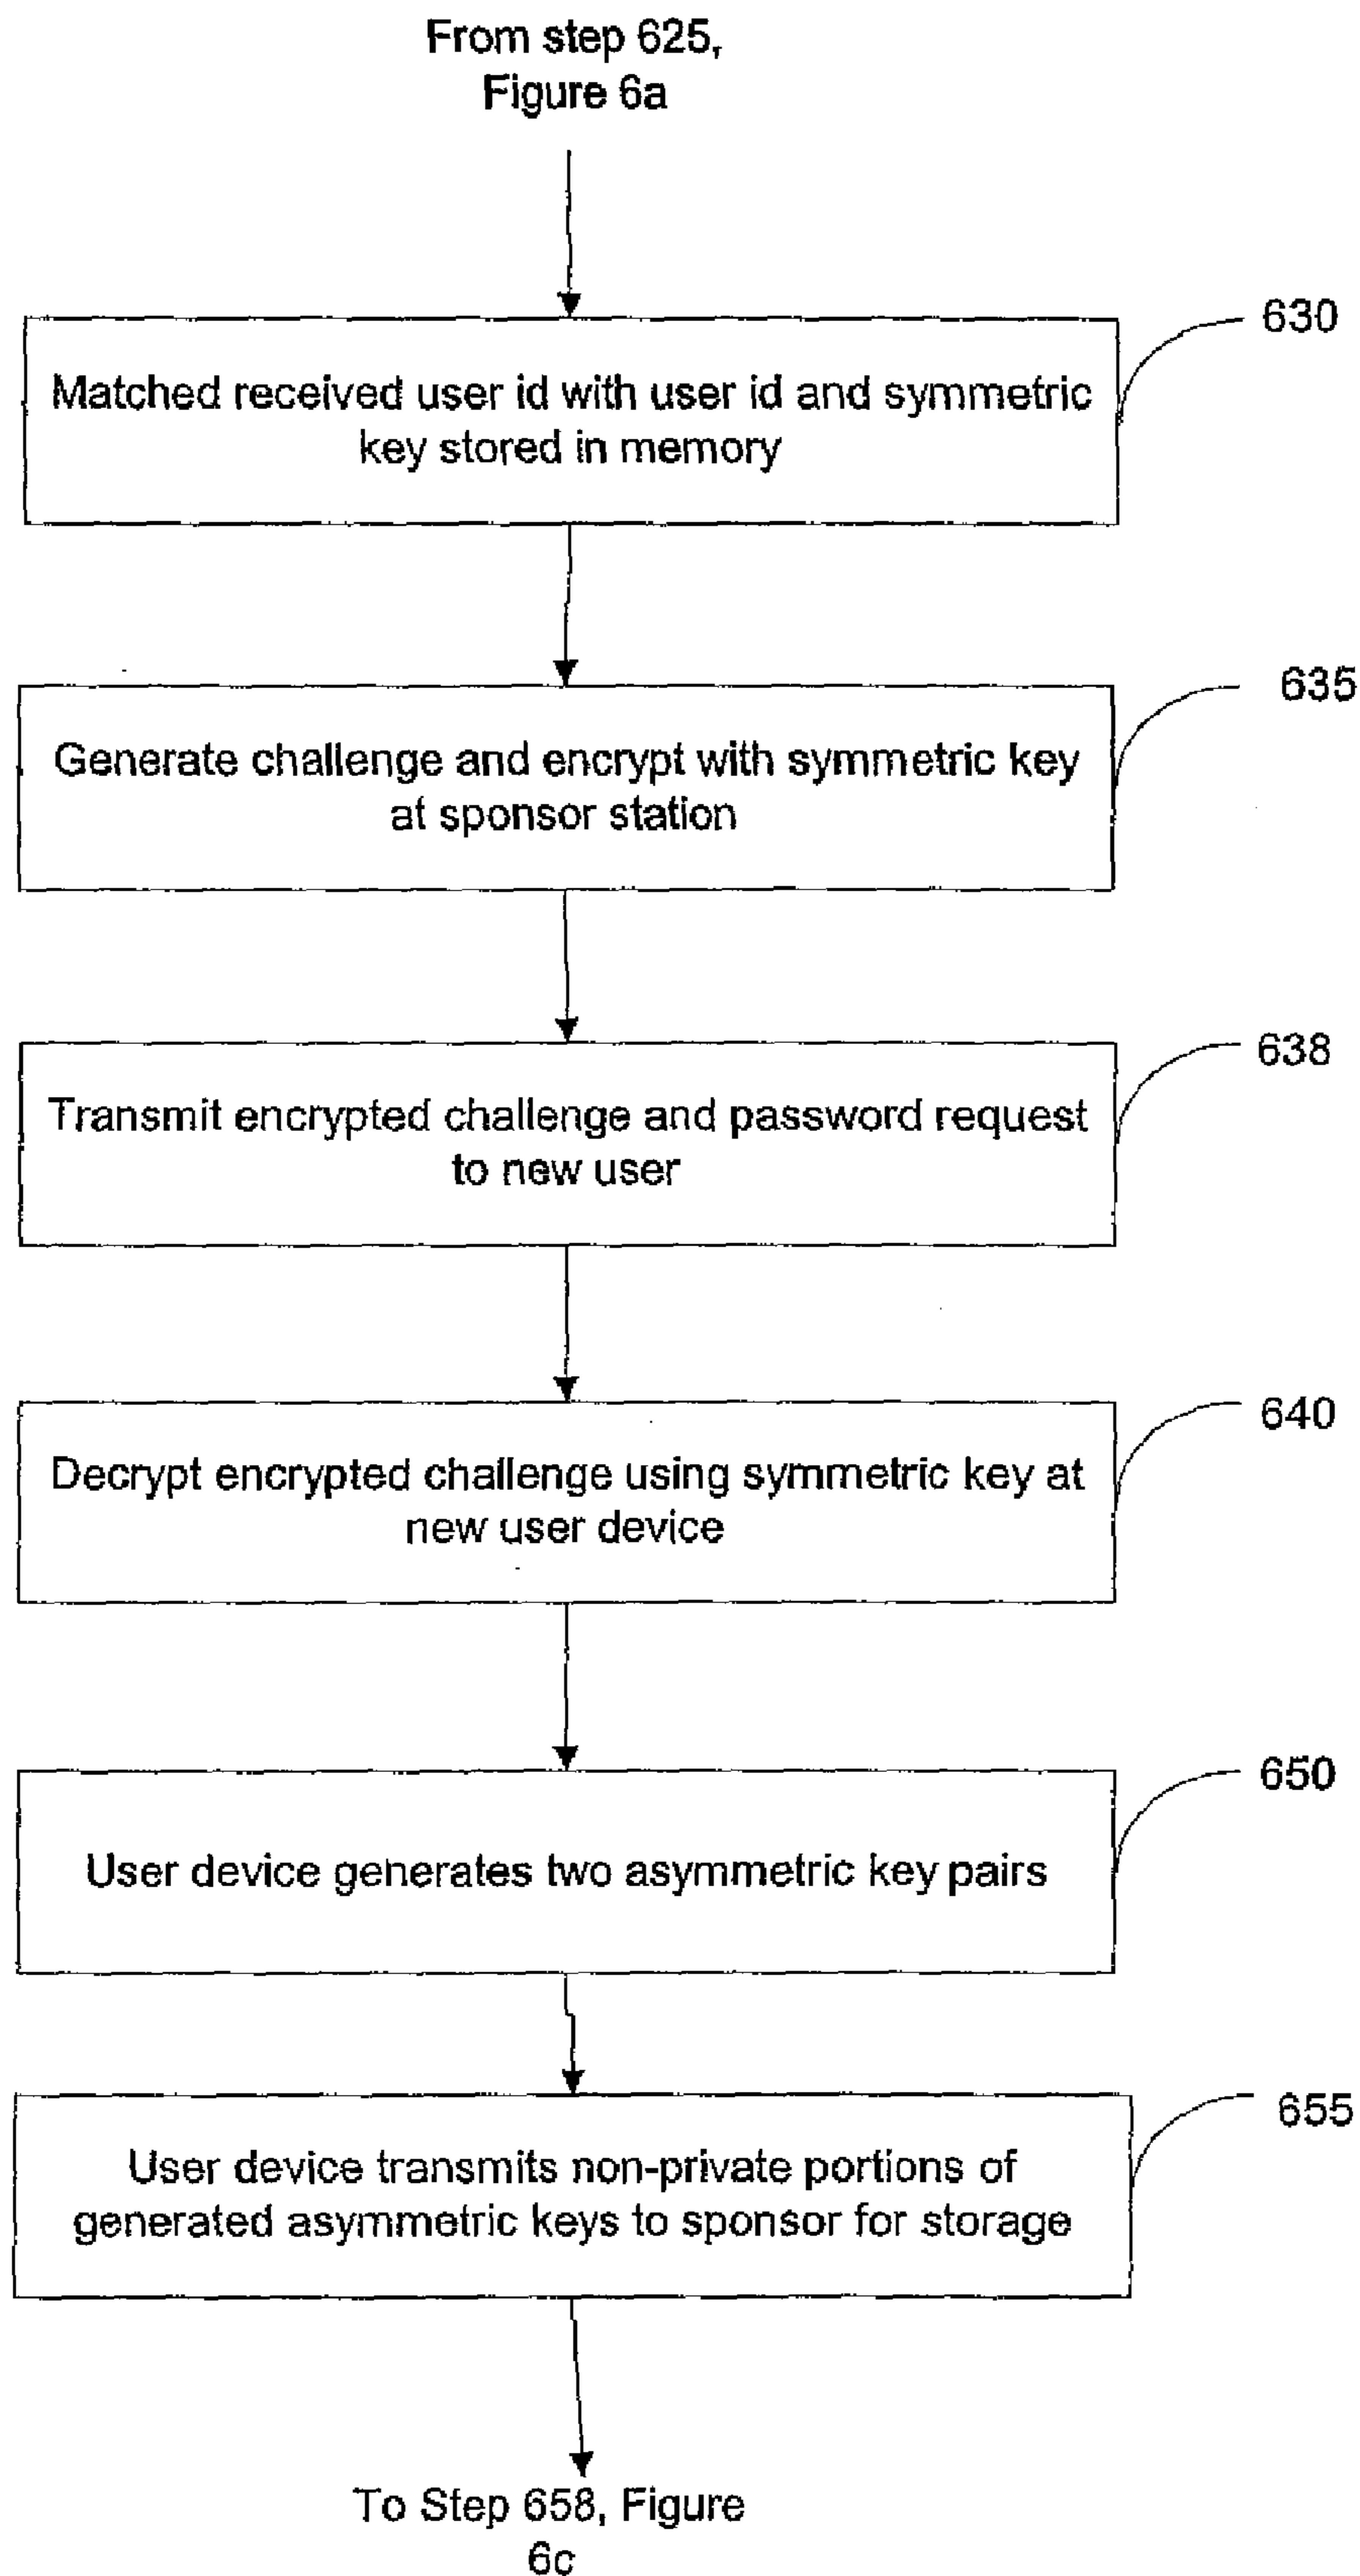 From step 625,
Figure 6a
630
Matched received user id with user id and symmetric
key stored in memory
635
Generate challenge and encrypt with symmetric key
at sponsor station
638
Transmit encrypted challenge and password request
to new user
640
Decrypt encrypted challenge using symmetric key at
new user device
650
User device generates two asymmetric key pairs
655
User device transmits non-private portions of
generated asymmetric keys to sponsor for storage
To Step 658, Figure
6c